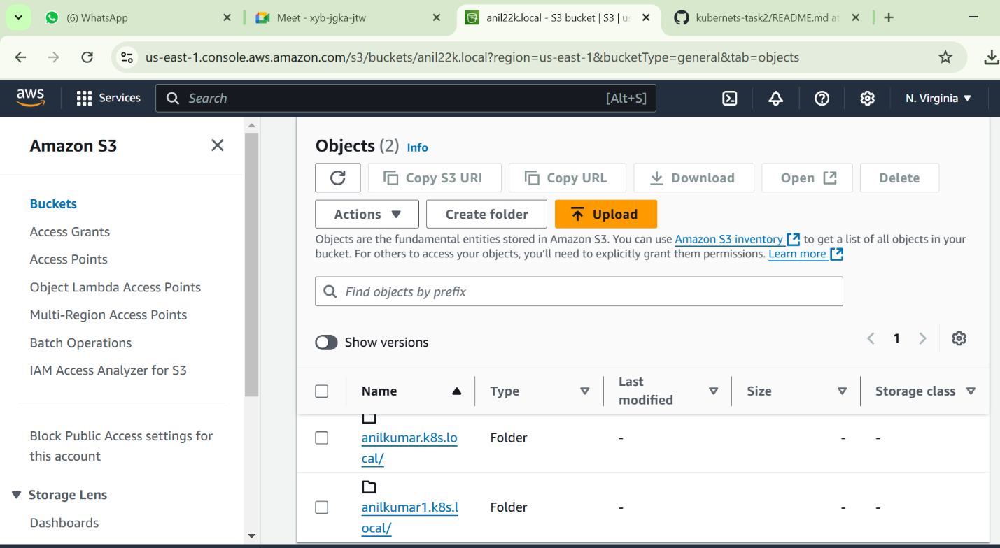 (6) WhatsApp
Meet - xyb-jgka-jtw
anil22k.local - S3 bucket | S3 | us
kubernets-task2/README.md at
us-east-1.console.aws.amazon.com/s3/buckets/anil22k.local?region=us-east-1&bucketType=general&tab=objects
aws
Services
Search
[Alt+S]
N. Virginia
Amazon S3
Buckets
Access Grants
Access Points
Object Lambda Access Points
Multi-Region Access Points
Batch Operations
IAM Access Analyzer for S3
Block Public Access settings for
this account
Storage Lens
Dashboards
Objects (2) Info
Copy S3 URI
Copy URL
Download
Open
Delete
Actions
Create folder
Upload
Objects are the fundamental entities stored in Amazon S3. You can use Amazon S3 inventory to get a list of all objects in your
bucket. For others to access your objects, you'll need to explicitly grant them permissions. Learn more
Find objects by prefix
Show versions
1
Name
Type
Last
modified
Size
Storage class
anilkumar.k8s.lo
cal/
Folder
-
-
-
anilkumar1.k8s.l
ocal/
Folder
-
-
-